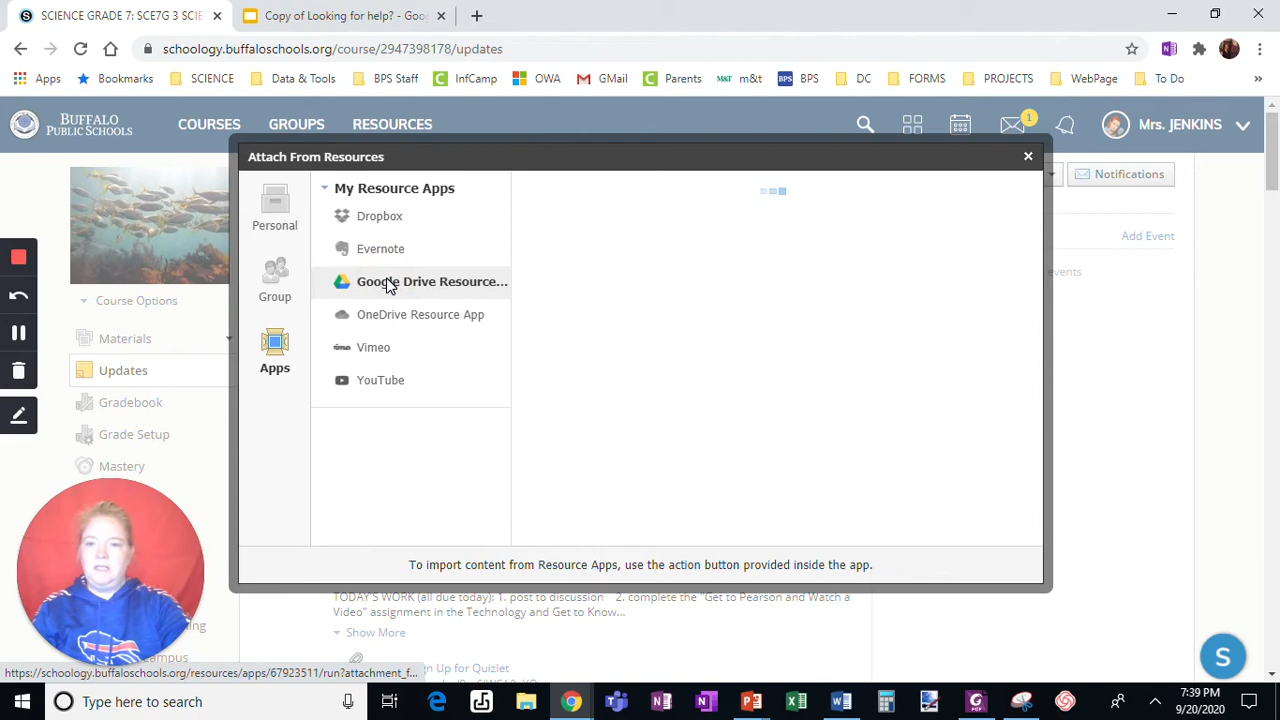 SCIENCE GRADE 7: SCE7G 3 SCIE
Copy of Looking for help? - Goog
schoology.buffaloschools.org/course/2947398178/updates
Apps
Bookmarks
SCIENCE
Data & Tools
BPS Staff
InfCamp
OWA
GMail
Parents
M&T
m&t
BPS
BPS
DC
FORMS
PROJECTS
WebPage
To Do
»
BUFFALO
PUBLIC SCHOOLS
COURSES
GROUPS
RESOURCES
1
Mrs. JENKINS
Attach From Resources
Notifications
Add Event
events
Course Options
Materials
Updates
Gradebook
Grade Setup
Mastery
Personal
Group
Apps
My Resource Apps
Dropbox
Evernote
Google Drive Resource...
OneDrive Resource App
Vimeo
YouTube
To import content from Resource Apps, use the action button provided inside the app.
TODAY'S WORK (all due today): 1. post to discussion 2. complete the "Get to Pearson and Watch a
Video" assignment in the Technology and Get to Know...
Show More
gn Up for Quizlet
S
https://schoology.buffaloschools.org/resources/apps/67923511/run?attachment_f...
Type here to search
7:39 PM
9/20/2020